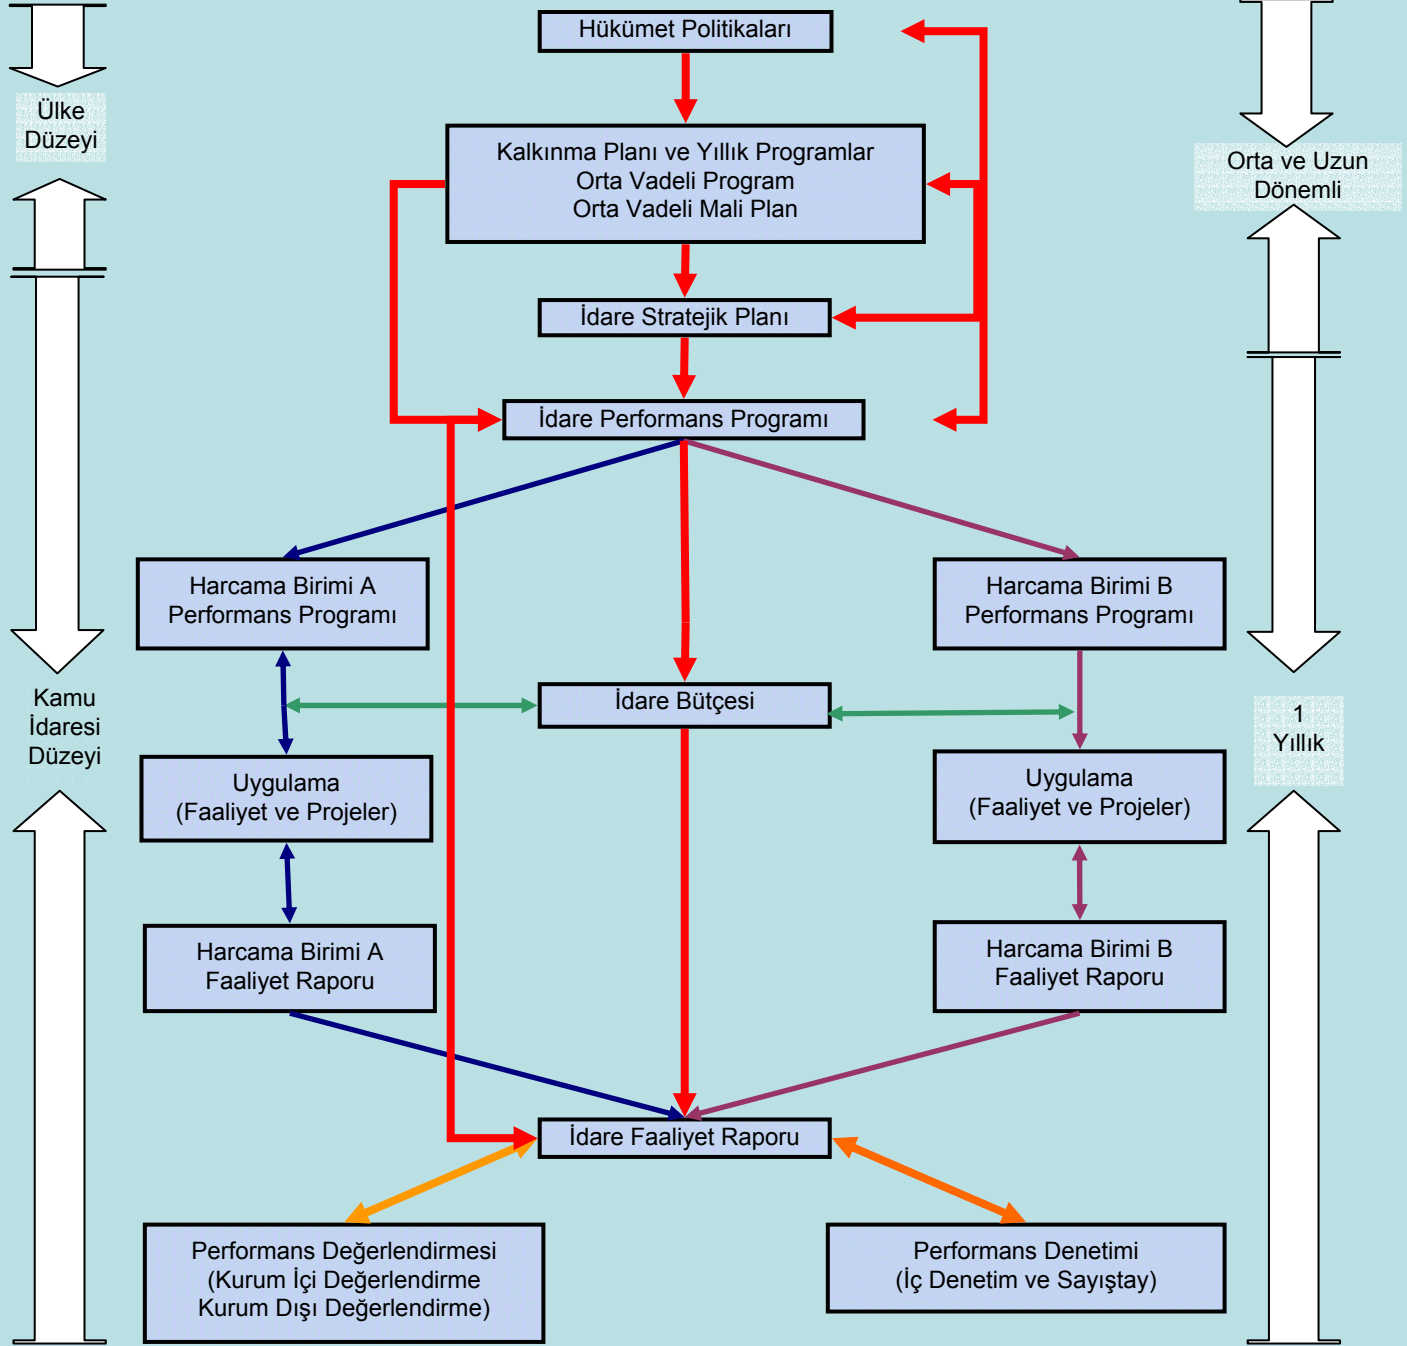 Hükümet Politikaları
Ülke
Düzeyi
Kalkınma Planı ve Yıllık Programlar
Orta Vadeli Program
Orta Vadeli Mali Plan
Orta ve Uzun
Dönemli
İdare Stratejik Planı
İdare Performans Programı
Harcama Birimi A
Performans Programı
Harcama Birimi B
Performans Programı
Kamu
İdaresi
Düzeyi
İdare Bütçesi
1
Yıllık
Uygulama
(Faaliyet ve Projeler)
Uygulama
(Faaliyet ve Projeler)
Harcama Birimi A
Faaliyet Raporu
Harcama Birimi B
Faaliyet Raporu
İdare Faaliyet Raporu
Performans Değerlendirmesi
(Kurum İçi Değerlendirme
Kurum Dışı Değerlendirme)
Performans Denetimi
(İç Denetim ve Sayıştay)